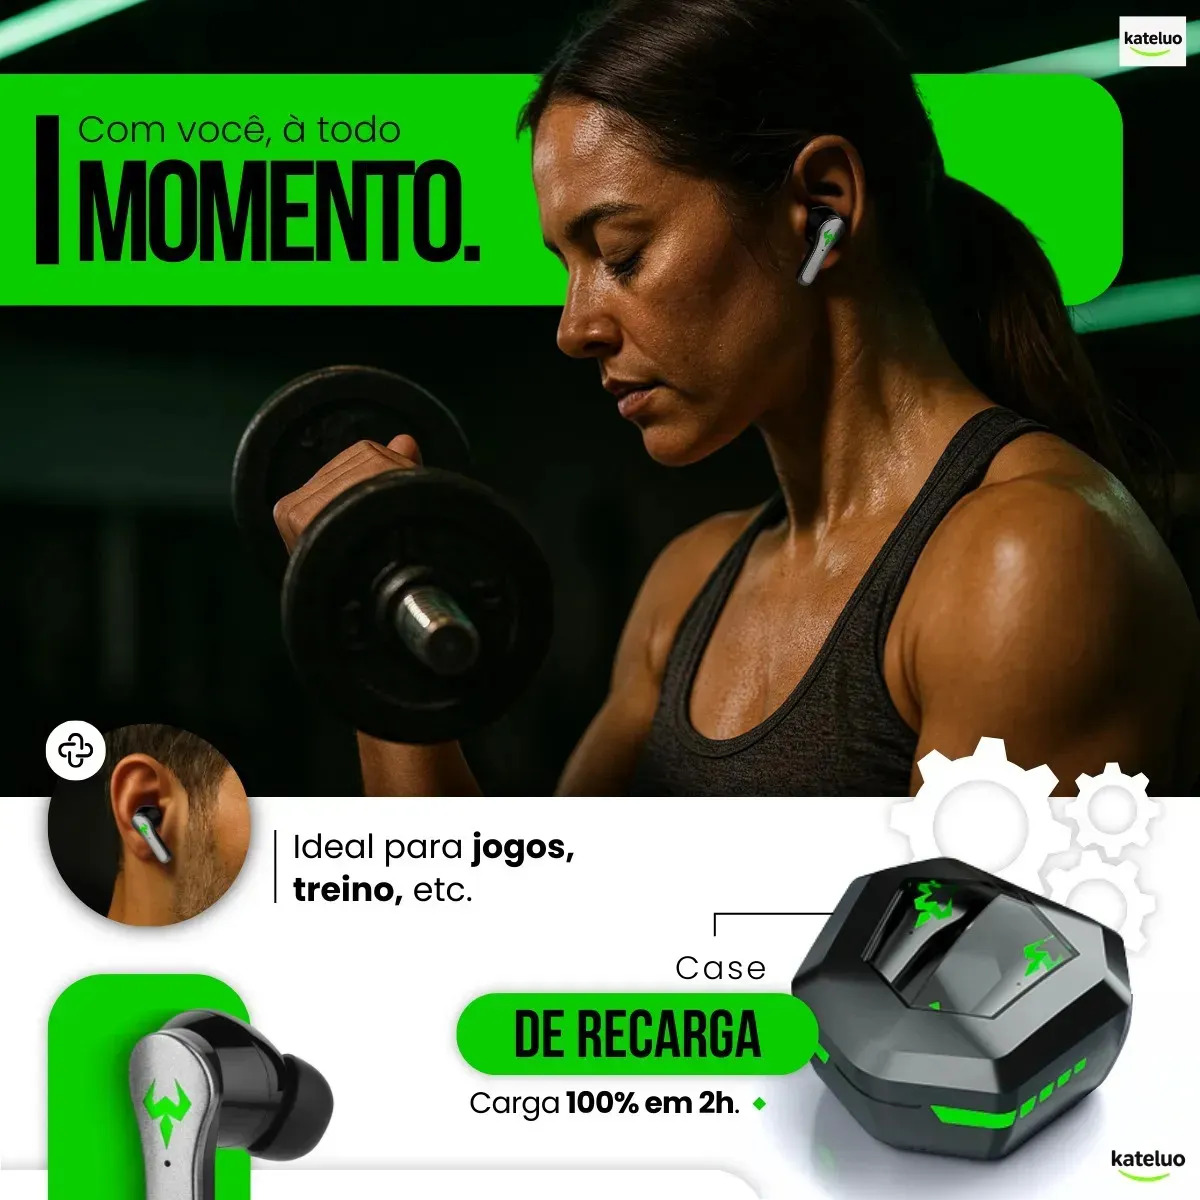 kateluo
Com você, à todo
MOMENTO.
Ideal para jogos,
treino, etc.
Case
DE RECARGA
Carga 100% em 2h.
kateluo